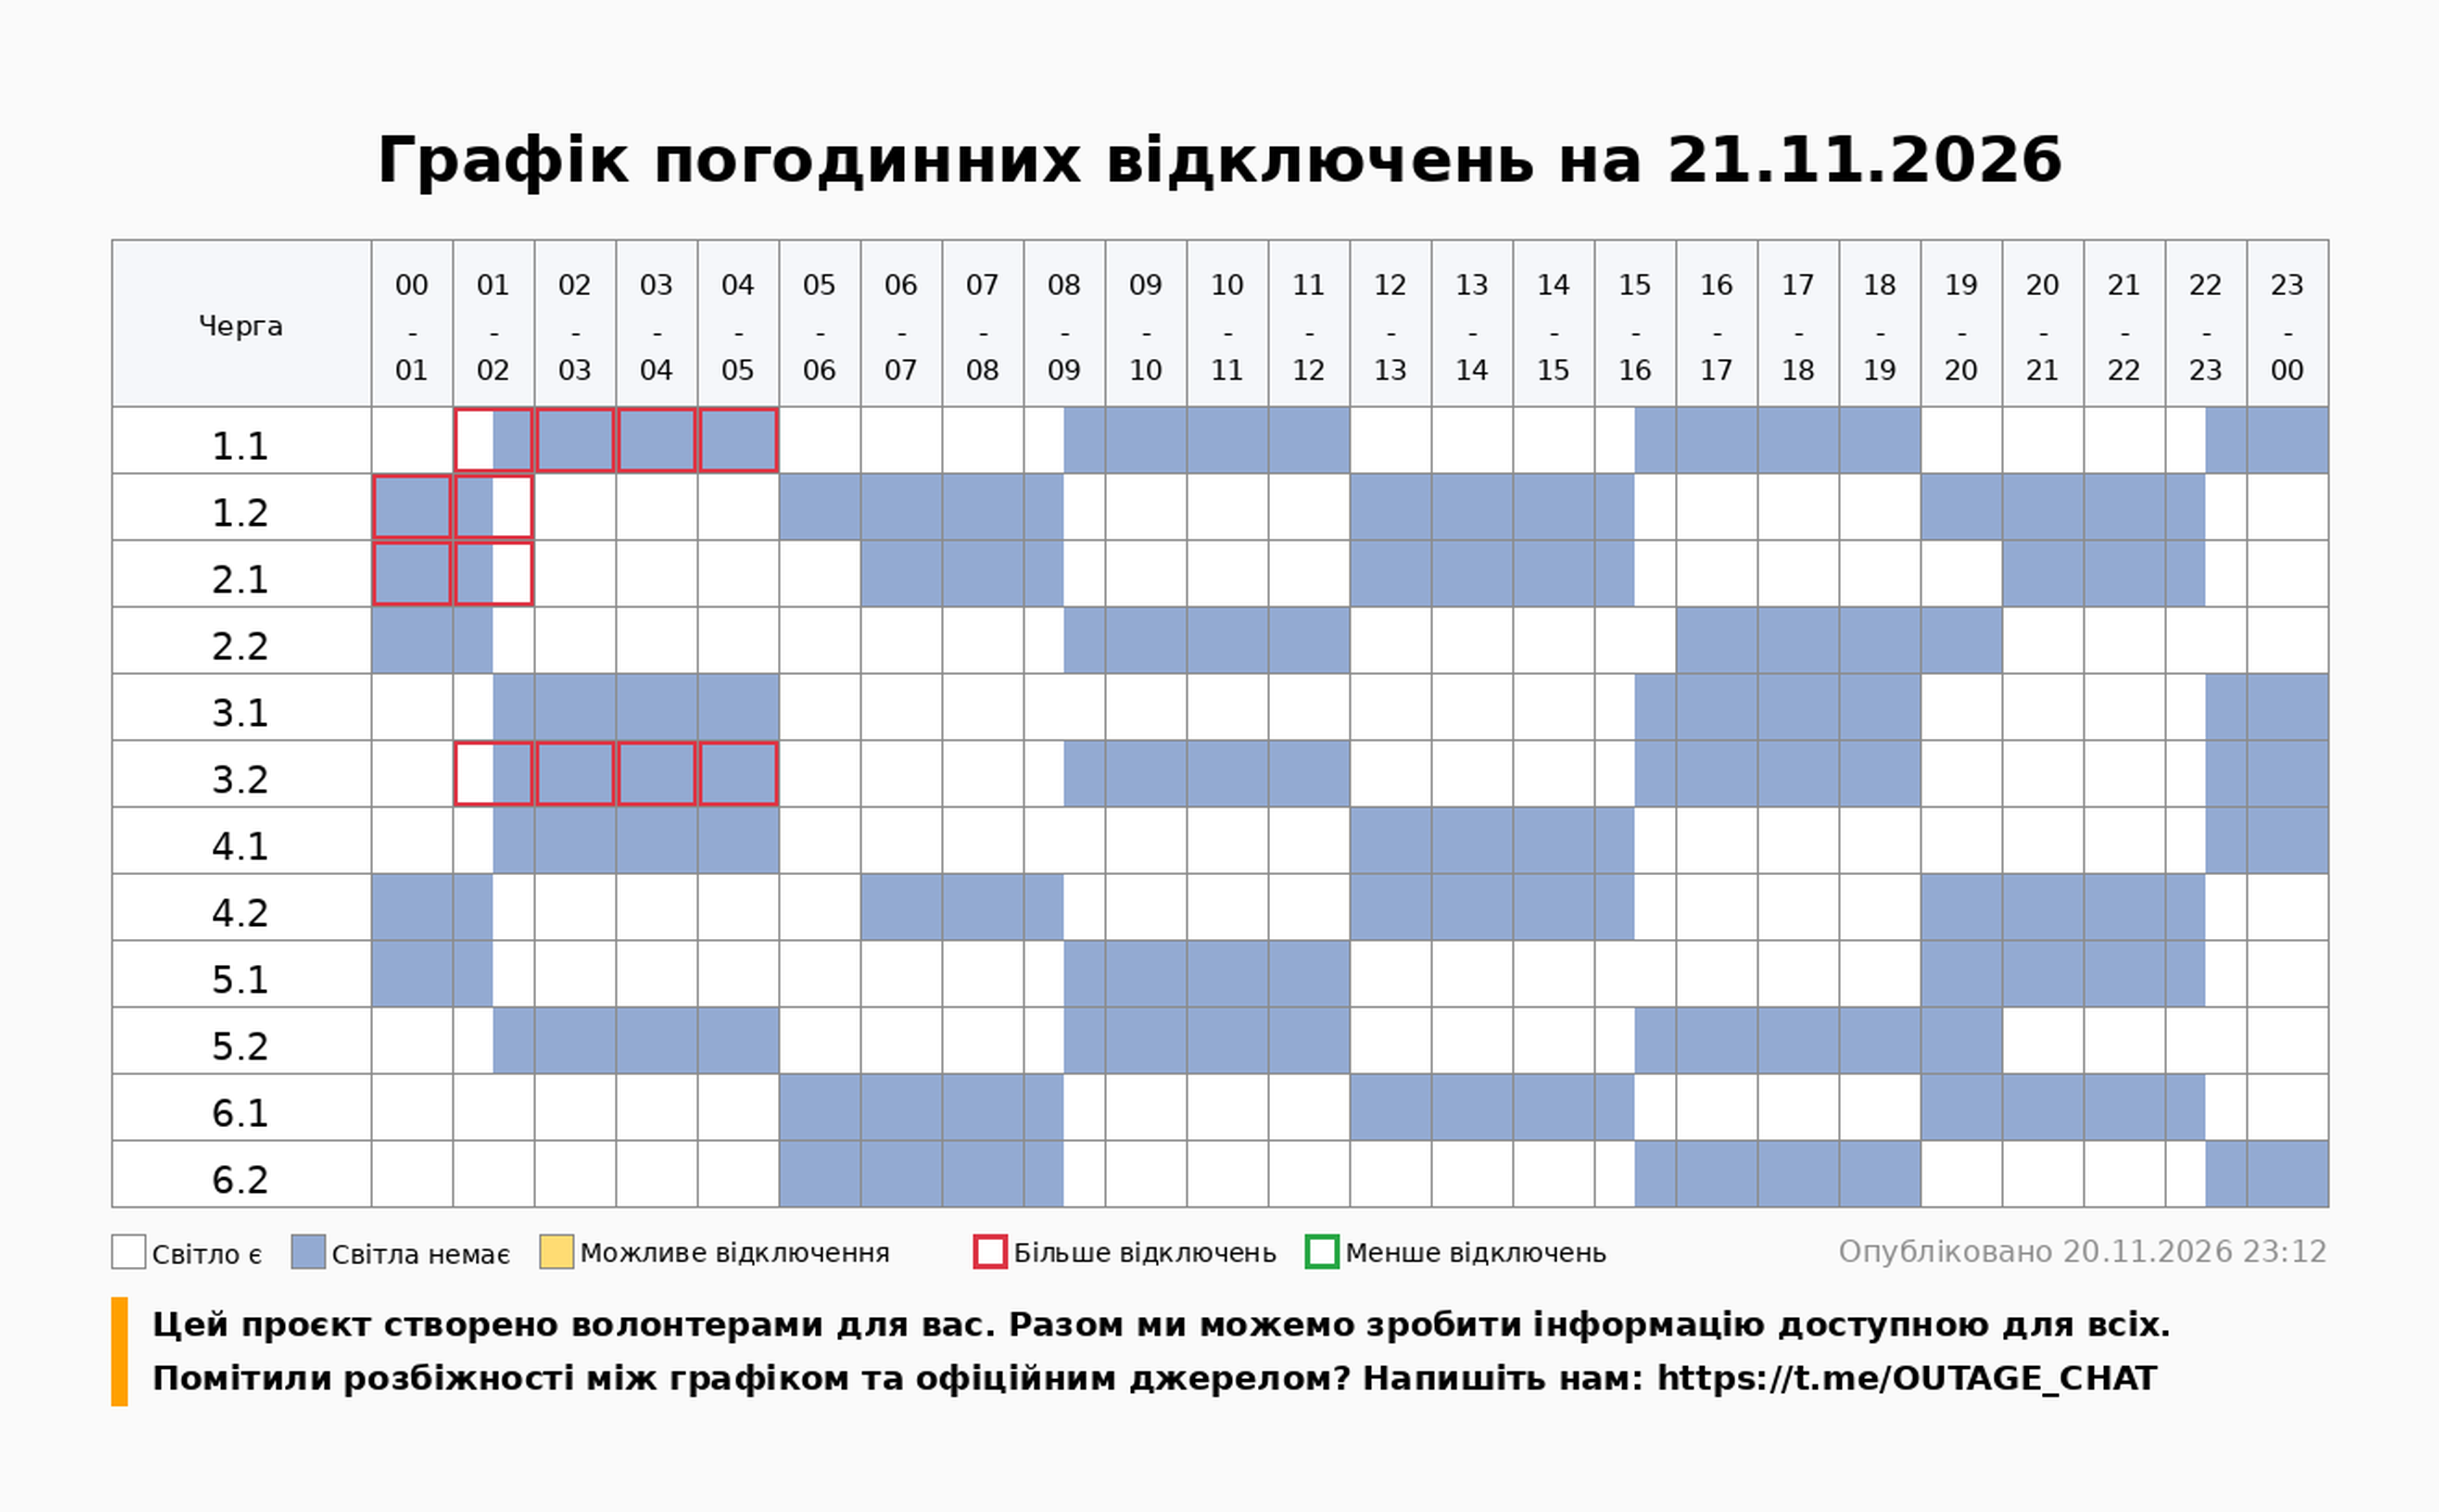 Графік погодинних відключень на 21.11.2026
Черга
00 - 01
01 - 02
02 - 03
03 - 04
04 - 05
05 - 06
06 - 07
07 - 08
08 - 09
09 - 10
10 - 11
11 - 12
12 - 13
13 - 14
14 - 15
15 - 16
16 - 17
17 - 18
18 - 19
19 - 20
20 - 21
21 - 22
22 - 23
23 - 00
1.1
1.2
2.1
2.2
3.1
3.2
4.1
4.2
5.1
5.2
6.1
6.2
Світло є Світла немає Можливе відключення Більше відключень Менше відключень Опубліковано 20.11.2026 23:12
Цей проєкт створено волонтерами для вас. Разом ми можемо зробити інформацію доступною для всіх.
Помітили розбіжності між графіком та офіційним джерелом? Напишіть нам: https://t.me/OUTAGE_CHAT